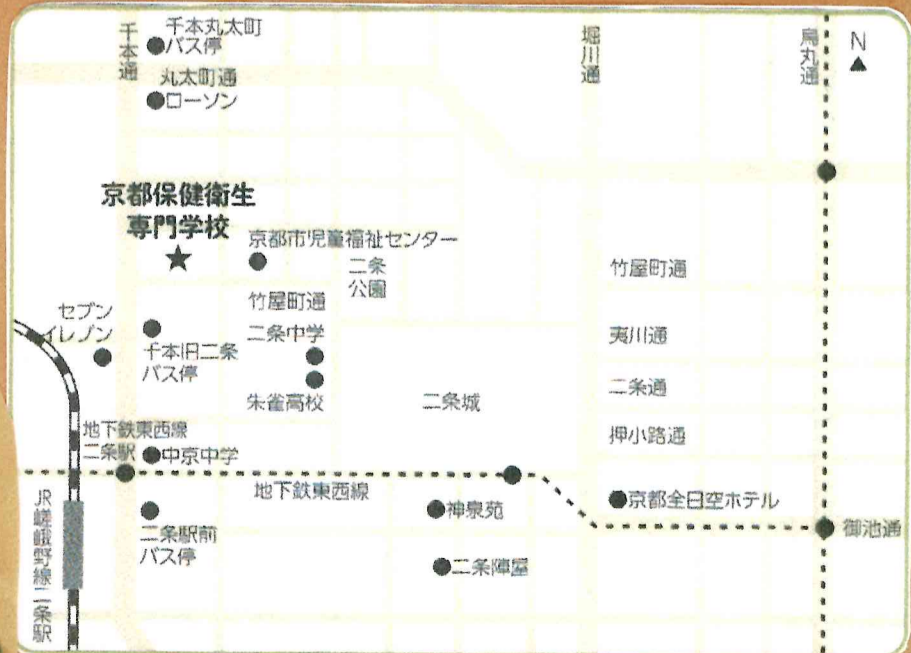 千本通
千本丸太町
バス停
丸太町通
ローソン
堀川通
烏丸通
N
京都保健衛生
専門学校
京都市児童福祉センター
二条
公園
竹屋町通
竹屋町通
セブン
イレブン
千本旧二条
バス停
二条中学
朱雀高校
夷川通
二条通
二条城
押小路通
地下鉄東西線
二条駅
中京中学
地下鉄東西線
神泉苑
京都全日空ホテル
御池通
二条駅前
バス停
二条陣屋
JR嵯峨野線二条駅